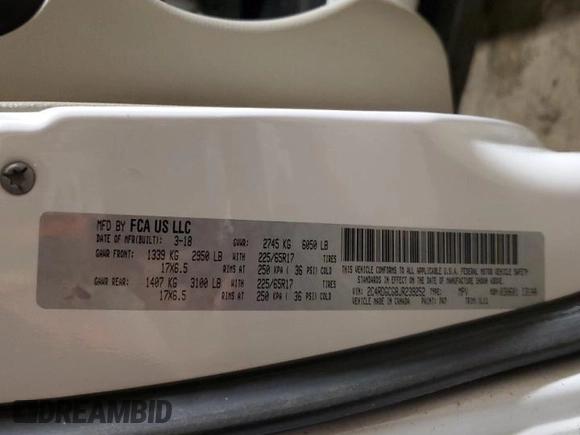 MFD BY FCA US LLC
DATE OF MFR(BUILT): 3-18 GVWR: 2745 KG 6050 LB
GAWR FRONT: 1339 KG 2950 LB WITH 225/65R17 TIRES
17X6.5 RIMS AT 250 KPA ( 36 PSI) COLD
GAWR REAR: 1407 KG 3100 LB WITH 225/65R17 TIRES
17X6.5 RIMS AT 250 KPA ( 36 PSI) COLD
THIS VEHICLE CONFORMS TO ALL APPLICABLE U.S.A. FEDERAL MOTOR VEHICLE SAFETY
STANDARDS IN EFFECT ON THE DATE OF MANUFACTURE SHOWN ABOVE.
VIN: TYPE: MPV
VEHICLE MADE IN CANADA PAINT: PW7 TRIM:
DREAMBID